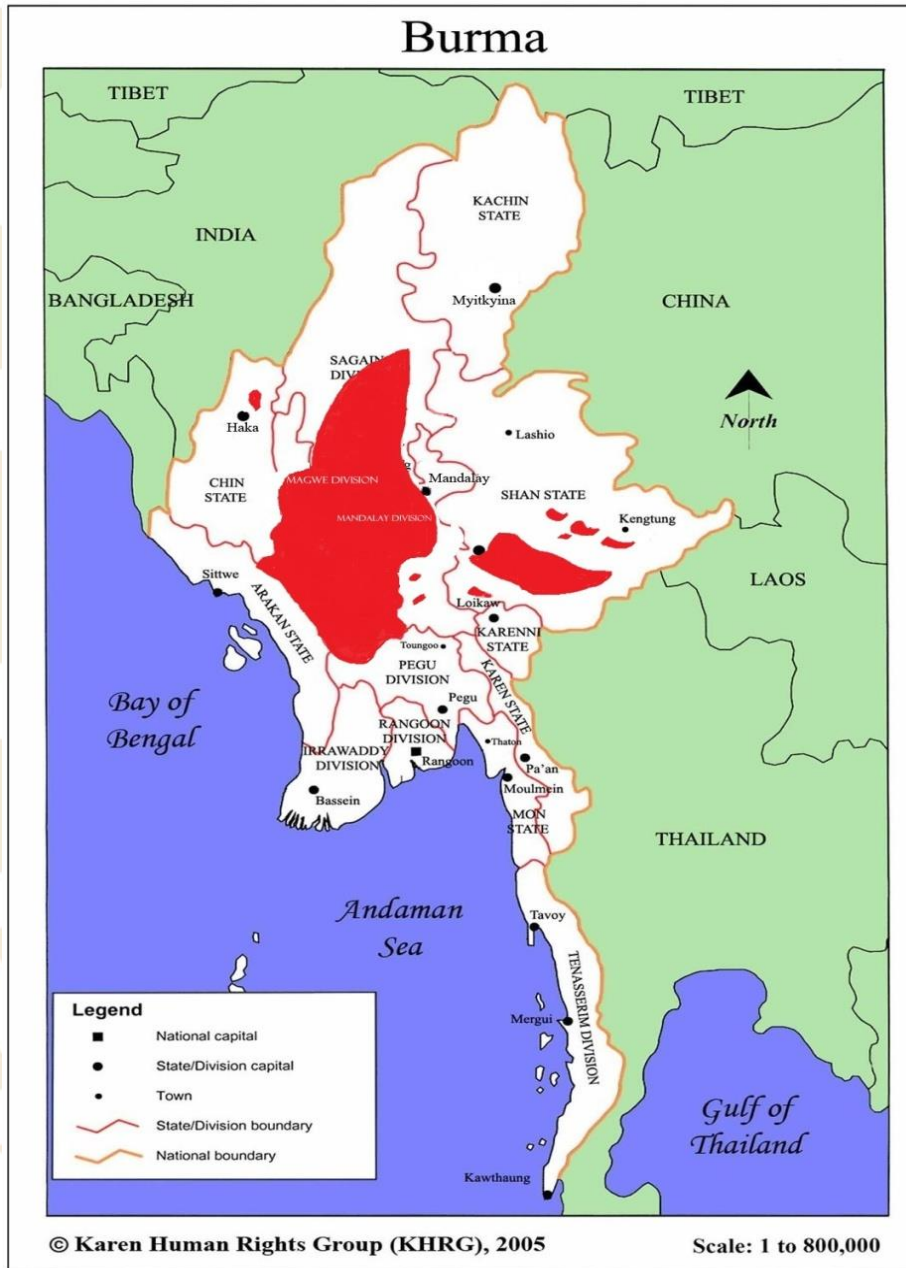 Burma
TIBET
TIBET
KACHIN
STATE
INDIA
BANGLADESH
Myitkyina
CHINA
SAGAIN
DIV
North
Haka
Lashio
CHIN
STATE
MAGWE DIVISION
g
Mandalay
SHAN STATE
MANDALAY DIVISION
Kengtung
LAOS
Sittwe
ARAKAN STATE
Loikaw
KARENNI
STATE
Toungoo
PEGU
DIVISION
KAREN STATE
Bay of
Bengal
Pegu
RANGOON
DIVISION
IRRAWADDY
DIVISION
Rangoon
Thaton
Pa'an
Bassein
Moulmein
MON
STATE
THAILAND
Andaman
Sea
Tavoy
TENASSERIM DIVISION
Mergui
Gulf of
Thailand
Kawthaung
Legend
National capital
State/Division capital
Town
State/Division boundary
National boundary
© Karen Human Rights Group (KHRG), 2005
Scale: 1 to 800,000